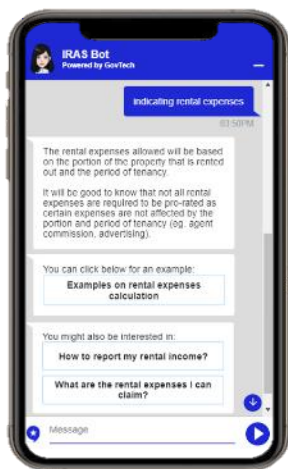 IRAS Bot
Powered by GovTech
indicating rental expenses
03:50PM
The rental expenses allowed will be based
on the portion of the property that is rented
out and the period of tenancy.
It will be good to know that not all rental
expenses are required to be pro-rated as
certain expenses are not affected by the
portion and period of tenancy (eg. agent
commission, advertising).
You can click below for an example:
Examples on rental expenses
calculation
You might also be interested in:
How to report my rental income?
What are the rental expenses I can
claim?
Message